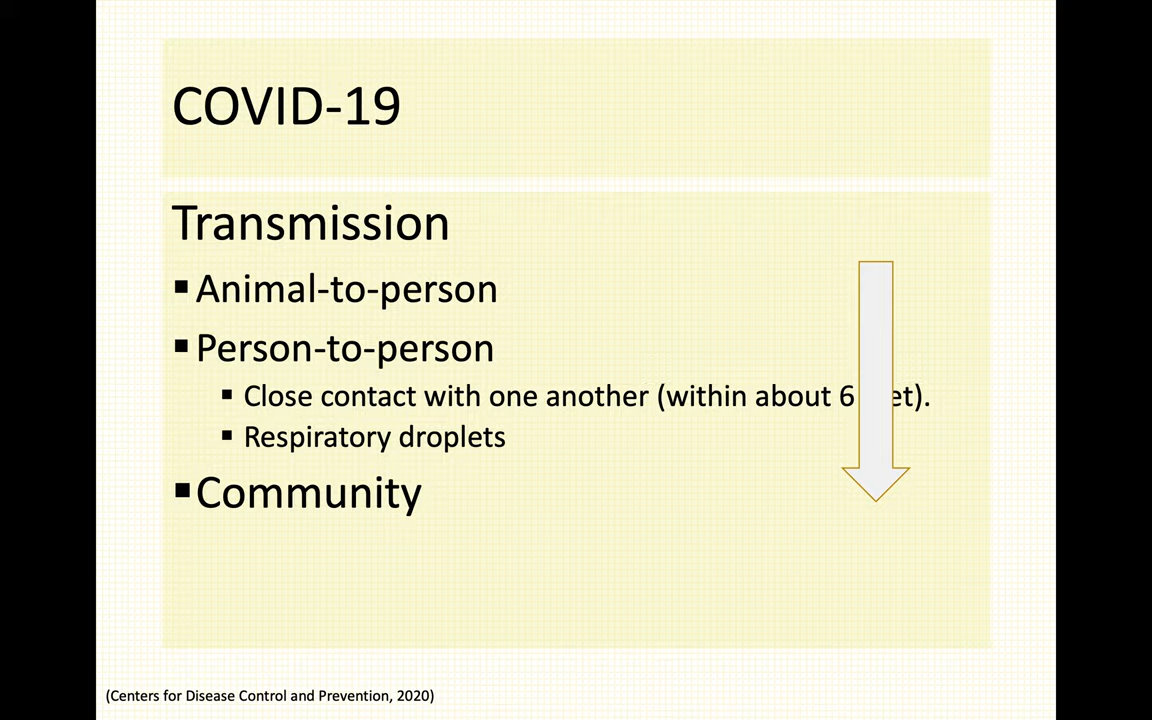 COVID-19
Transmission
▪Animal-to-person
▪Person-to-person
▪ Close contact with one another (within about 6 et).
▪ Respiratory droplets
▪Community
(Centers for Disease Control and Prevention, 2020)